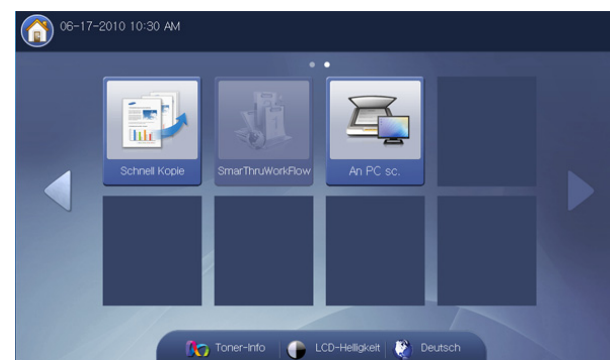 06-17-2010 10:30 AM
Schnell Kopie
SmarThruWorkFlow
An PC sc.
Toner-Info
LCD-Helligkeit
Deutsch